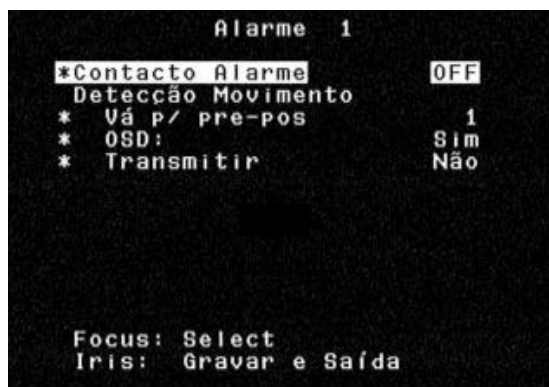 Alarme 1
*Contacto Alarme OFF
Detecção Movimento
* Vá p/ pre-pos 1
* OSD: Sim
* Transmitir Não
Focus: Select
Iris: Gravar e Saída